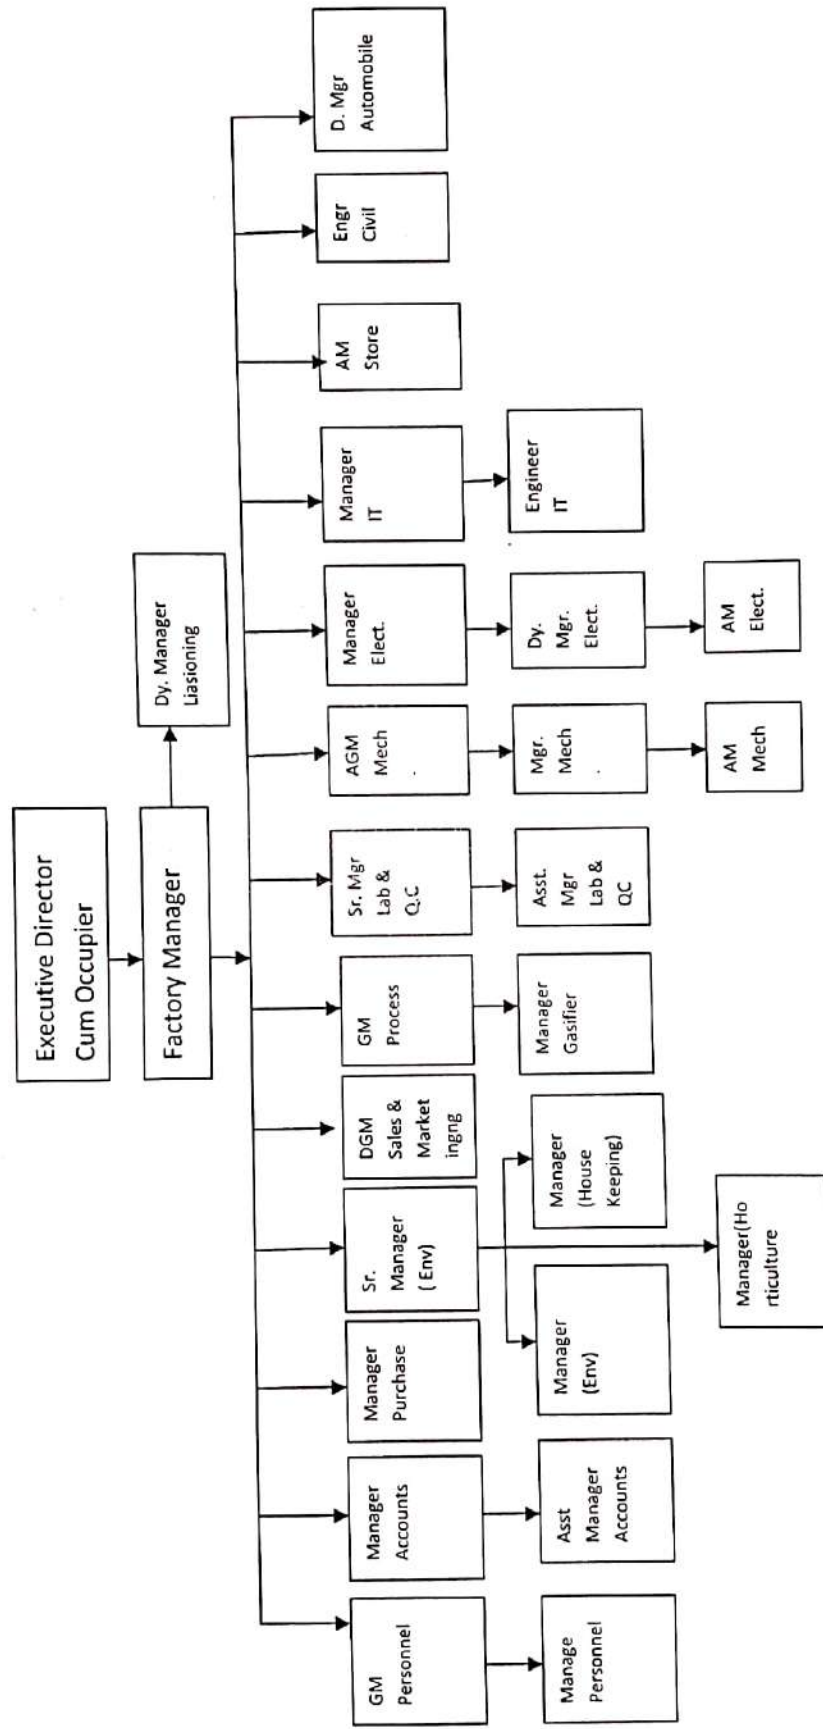 Executive Director
Cum Occupier
Factory Manager
Dy. Manager
Liasioning
GM
Personnel
Manager
Accounts
Manager
Purchase
Sr.
Manager
( Env)
DGM
Sales &
Market
ingng
GM
Process
Sr. Mgr
Lab &
Q.C
AGM
Mech
Manager
Elect.
Manager
IT
AM
Store
Engr
Civil
D. Mgr
Automobile
Manage
Personnel
Asst
Manager
Accounts
Manager
(Env)
Manager
(House
Keeping)
Manager
Gasifier
Asst.
Mgr
Lab &
QC
Mgr.
Mech
Dy.
Mgr.
Elect.
Engineer
IT
Manager(Ho
rticulture
AM
Mech
AM
Elect.